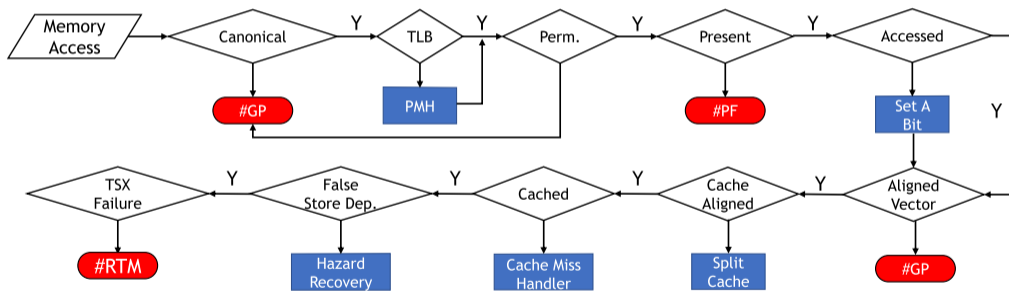 Memory
Access
Canonical
Y
TLB
Y
Perm.
Y
Present
Y
Accessed
#GP
PMH
#PF
Set A
Bit
Y
TSX
Failure
Y
False
Store Dep.
Y
Cached
Y
Cache
Aligned
Y
Aligned
Vector
#RTM
Hazard
Recovery
Cache Miss
Handler
Split
Cache
#GP